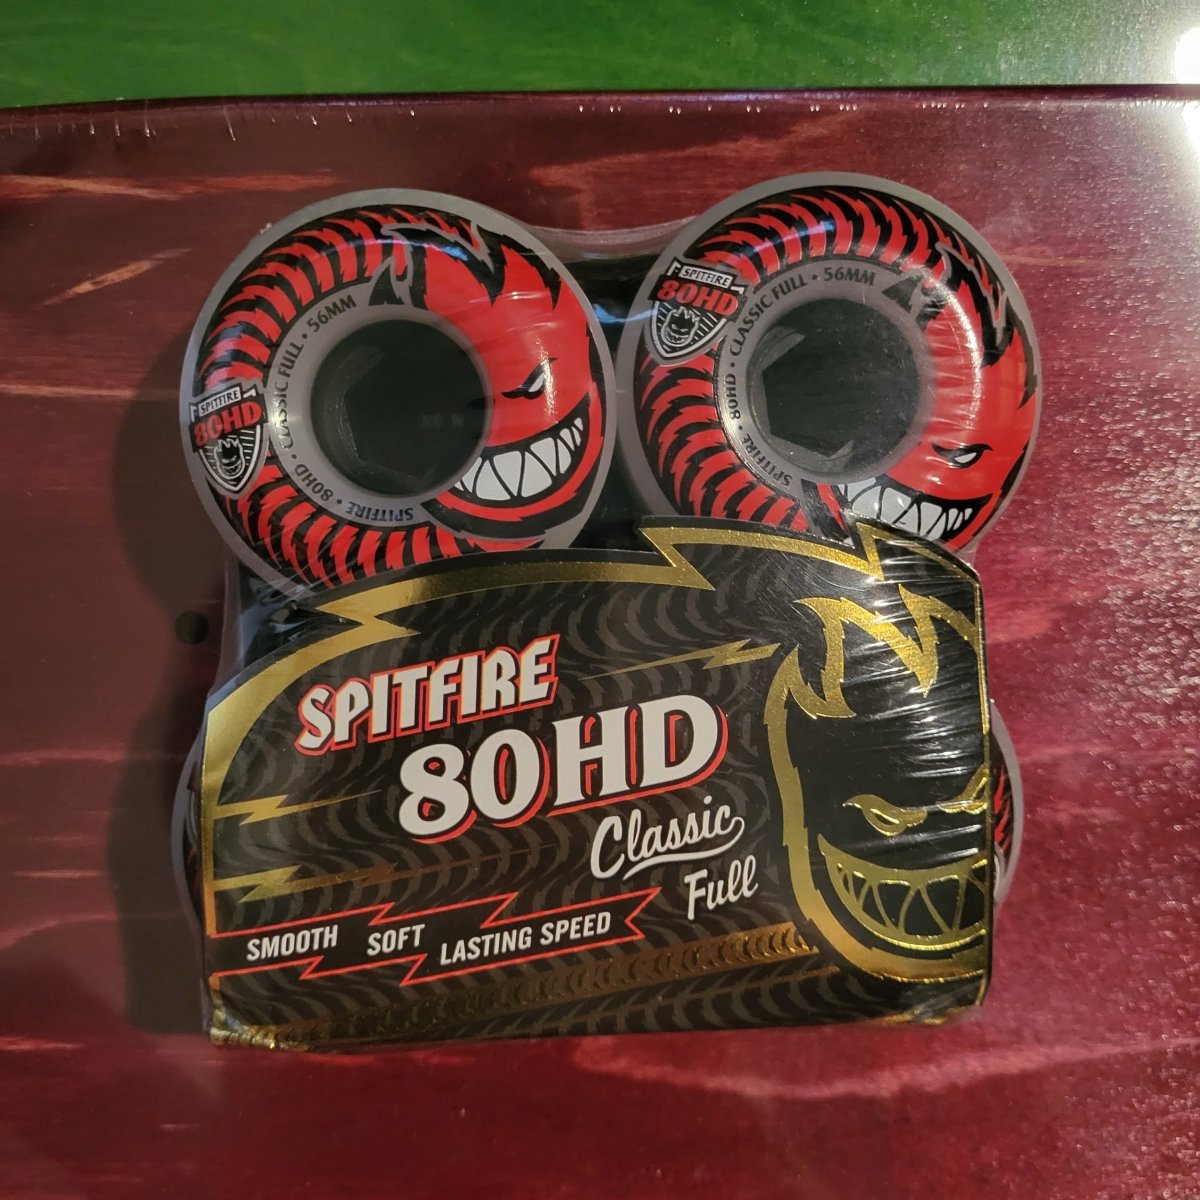 SPITFIRE
80HD
SPITFIRE • 80HD • CLASSIC FULL • 56MM
SPITFIRE
80HD
SPITFIRE • 80HD • CLASSIC FULL • 56MM
SPITFIRE
80HD
Classic
Full
SMOOTH SOFT LASTING SPEED